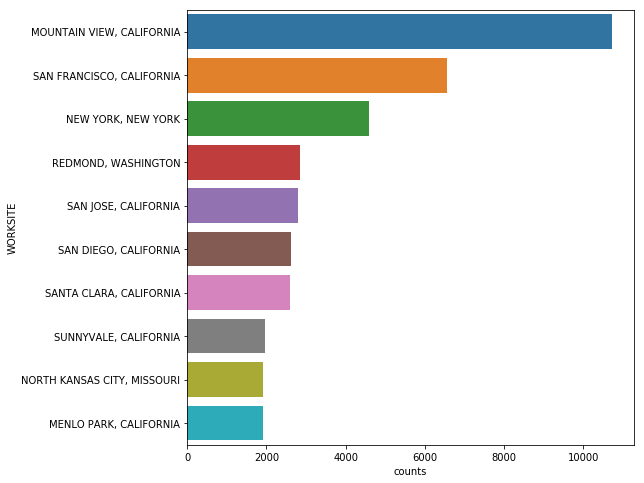 MOUNTAIN VIEW, CALIFORNIA
SAN FRANCISCO, CALIFORNIA
NEW YORK, NEW YORK
REDMOND, WASHINGTON
SAN JOSE, CALIFORNIA
SAN DIEGO, CALIFORNIA
SANTA CLARA, CALIFORNIA
SUNNYVALE, CALIFORNIA
NORTH KANSAS CITY, MISSOURI
MENLO PARK, CALIFORNIA
WORKSITE
0 2000 4000 6000 8000 10000
counts